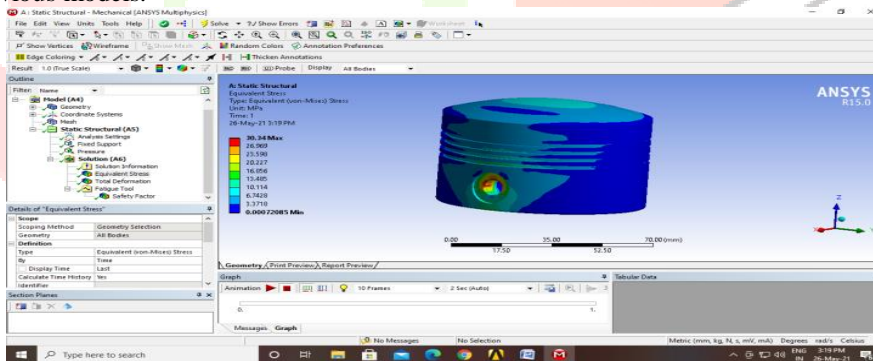 vious models.
A : Static Structural - Mechanical [ANSYS Multiphysics]
File Edit View Units Tools Help Solve ?/ Show Errors Worksheet
Show Vertices Wireframe Show Mesh Random Colors Annotation Preferences
Edge Coloring Thicken Annotations
Result 1.0 (True Scale) Probe Display All Bodies
Outline
Filter: Name
Model (A4)
Geometry
Coordinate Systems
Mesh
Static Structural (A5)
Analysis Settings
Fixed Support
Pressure
Solution (A6)
Solution Information
Equivalent Stress
Total Deformation
Fatigue Tool
Safety Factor
Details of "Equivalent Stress"
Scope
Scoping Method Geometry Selection
Geometry All Bodies
Definition
Type Equivalent (von-Mises) Stress
By Time
Display Time Last
Calculate Time History Yes
Identifier
Section Planes
A: Static Structural
Equivalent Stress
Type: Equivalent (von-Mises) Stress
Unit: MPa
Time: 1
26-May-21 3:19 PM
30.34 Max
26.969
23.598
20.227
16.856
13.485
10.114
6.7428
3.3718
0.00072085 Min
ANSYS
R15.0
Z
X
0.00 35.00 70.00 (mm)
17.50 52.50
Geometry Print Preview Report Preview
Graph
Animation 10 Frames 2 Sec (Auto)
0. 1.
Messages Graph
Tabular Data
No Messages No Selection Metric (mm, kg, N, s, mV, mA) Degrees rad/s Celsius
Type here to search
ENG 3:19 PM
IN 26-May-21